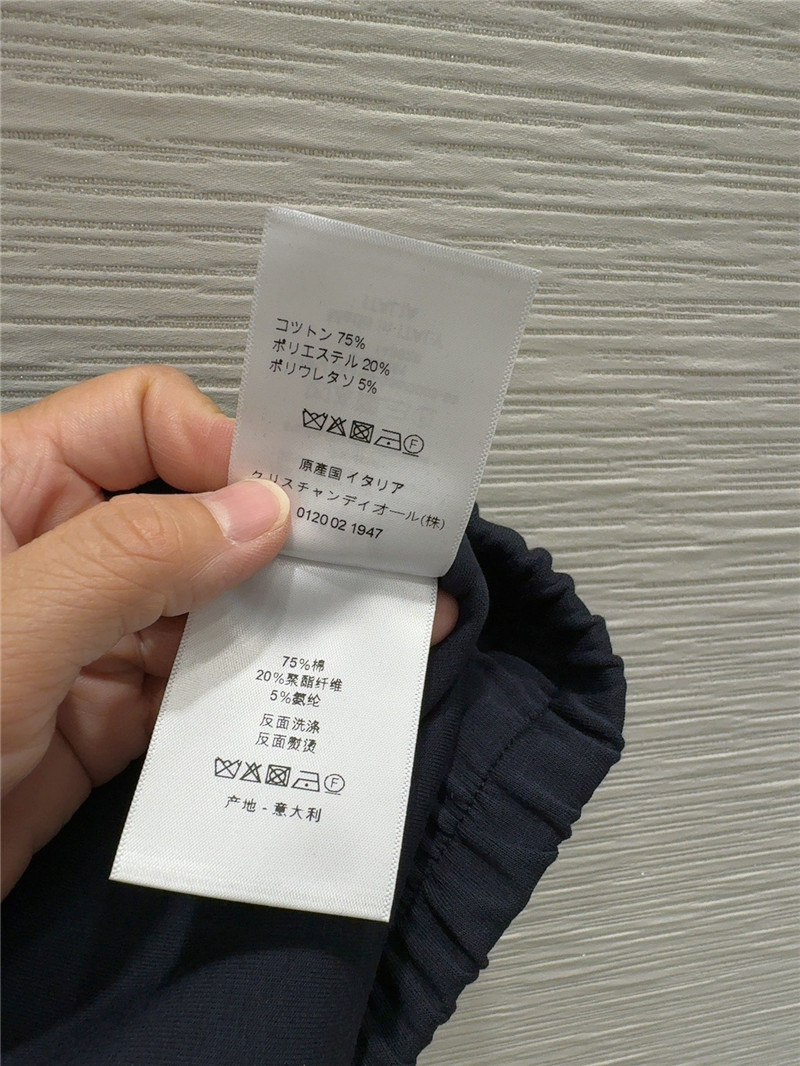 コツトン 75%
ポリエステル 20%
ポリウレタソ 5%
F
原產国 イタリア
クリスチャンディオール(株)
0120 02 1947
75%棉
20%聚酯纤维
5%氨纶
反面洗涤
反面熨烫
F
产地 - 意大利